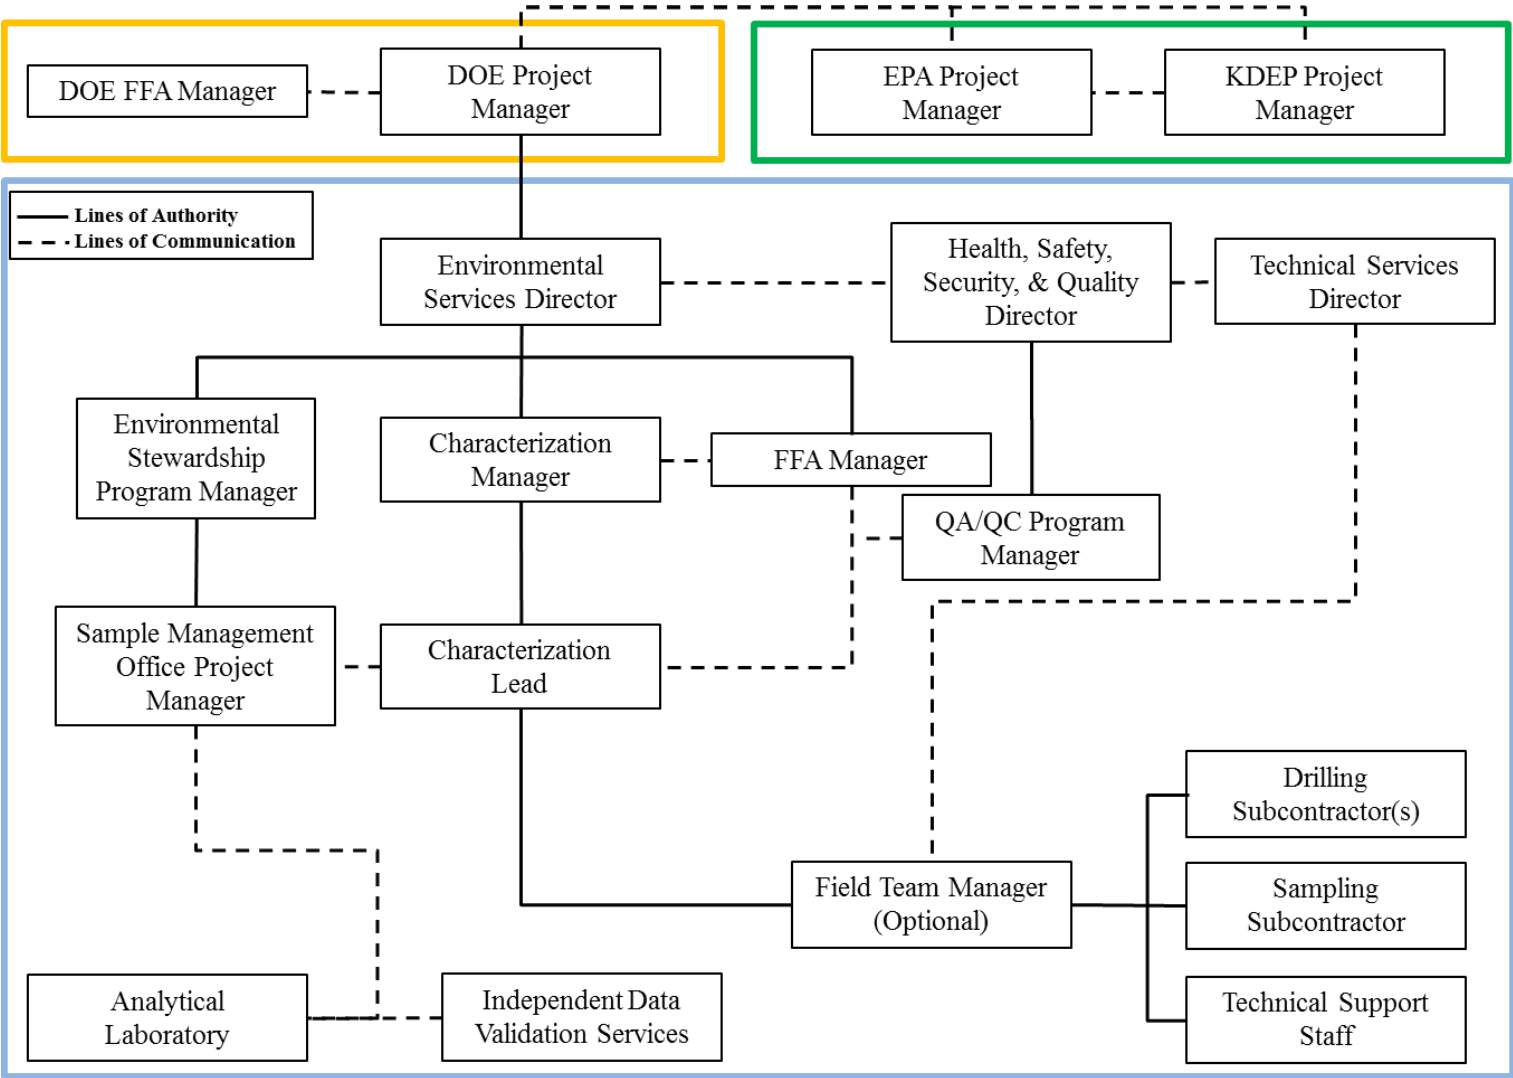 DOE FFA Manager
DOE Project
Manager
EPA Project
Manager
KDEP Project
Manager
Lines of Authority
Lines of Communication
Environmental
Services Director
Health, Safety,
Security, & Quality
Director
Technical Services
Director
Environmental
Stewardship
Program Manager
Characterization
Manager
FFA Manager
QA/QC Program
Manager
Sample Management
Office Project
Manager
Characterization
Lead
Drilling
Subcontractor(s)
Field Team Manager
(Optional)
Sampling
Subcontractor
Analytical
Laboratory
Independent Data
Validation Services
Technical Support
Staff